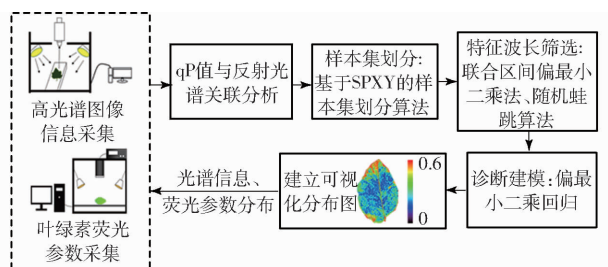 高光谱图像
信息采集
叶绿素荧光
参数采集
qP值与反射光
谱关联分析
样本集划分:
基于SPXY的样
本集划分算法
特征波长筛选:
联合区间偏最小
二乘法、随机蛙
跳算法
诊断建模:偏最
小二乘回归
建立可视
化分布图
0.6
0
光谱信息、
荧光参数分布